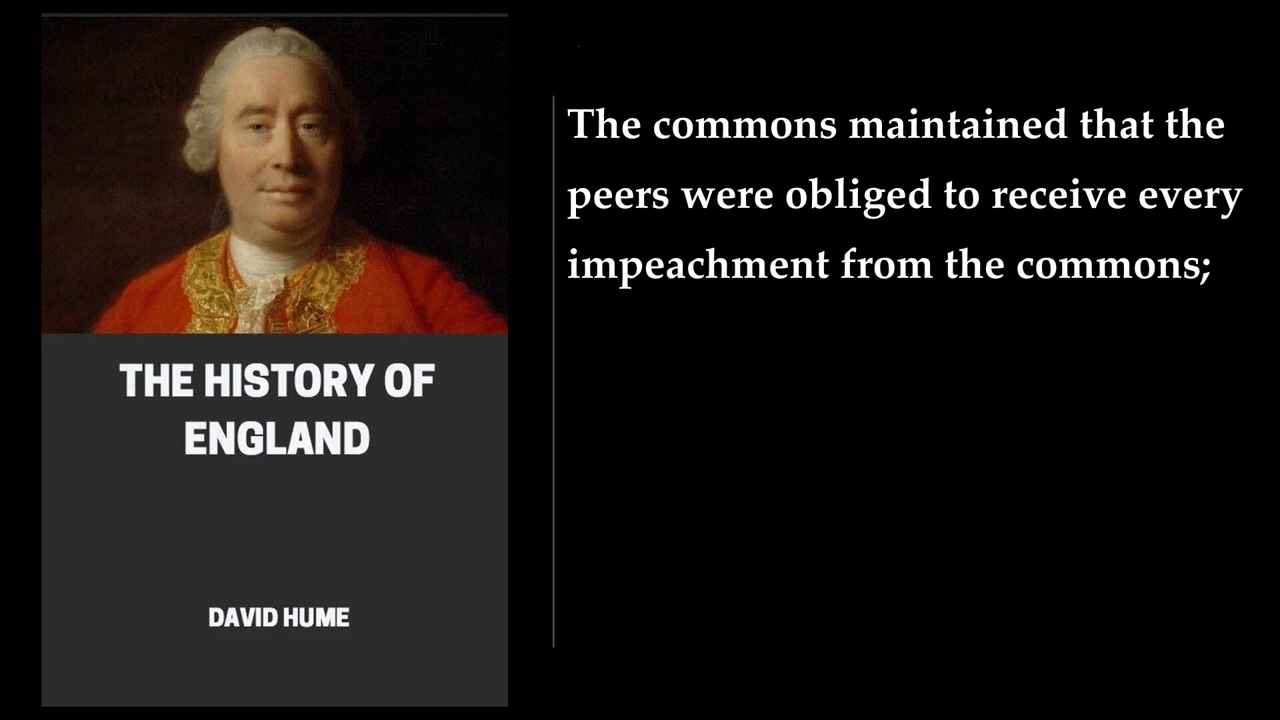 THE HISTORY OF
ENGLAND
DAVID HUME
The commons maintained that the
peers were obliged to receive every
impeachment from the commons;